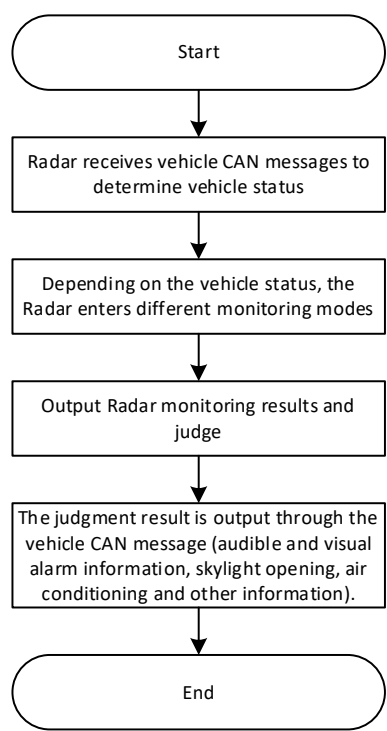 Start
Radar receives vehicle CAN messages to
determine vehicle status
Depending on the vehicle status, the
Radar enters different monitoring modes
Output Radar monitoring results and
judge
The judgment result is output through the
vehicle CAN message (audible and visual
alarm information, skylight opening, air
conditioning and other information).
End